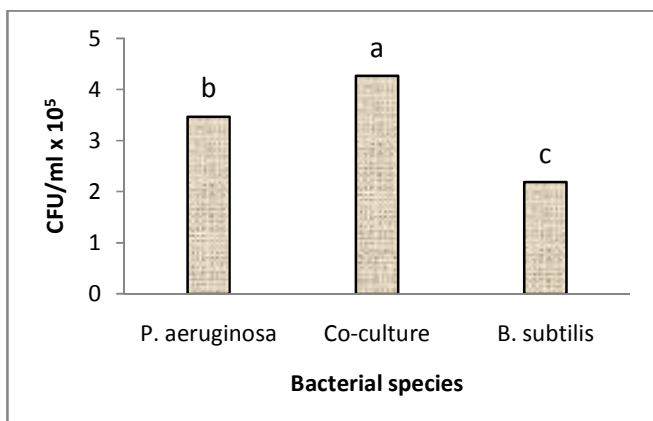 CFU/ml x 10⁵
5
4
3
2
1
0
b
a
c
P. aeruginosa
Co-culture
B. subtilis
Bacterial species